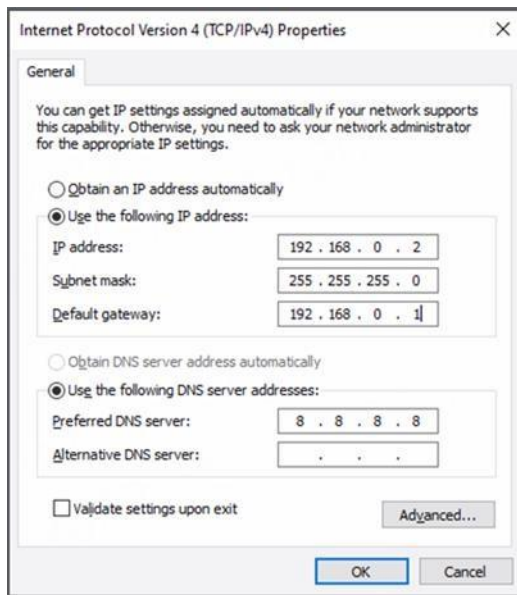 Internet Protocol Version 4 (TCP/IPv4) Properties
General
You can get IP settings assigned automatically if your network supports
this capability. Otherwise, you need to ask your network administrator
for the appropriate IP settings.
Obtain an IP address automatically
Use the following IP address:
IP address: 192 . 168 . 0 . 2
Subnet mask: 255 . 255 . 255 . 0
Default gateway: 192 . 168 . 0 . 1
Obtain DNS server address automatically
Use the following DNS server addresses:
Preferred DNS server: 8 . 8 . 8 . 8
Alternative DNS server: . . .
Validate settings upon exit
Advanced...
OK Cancel